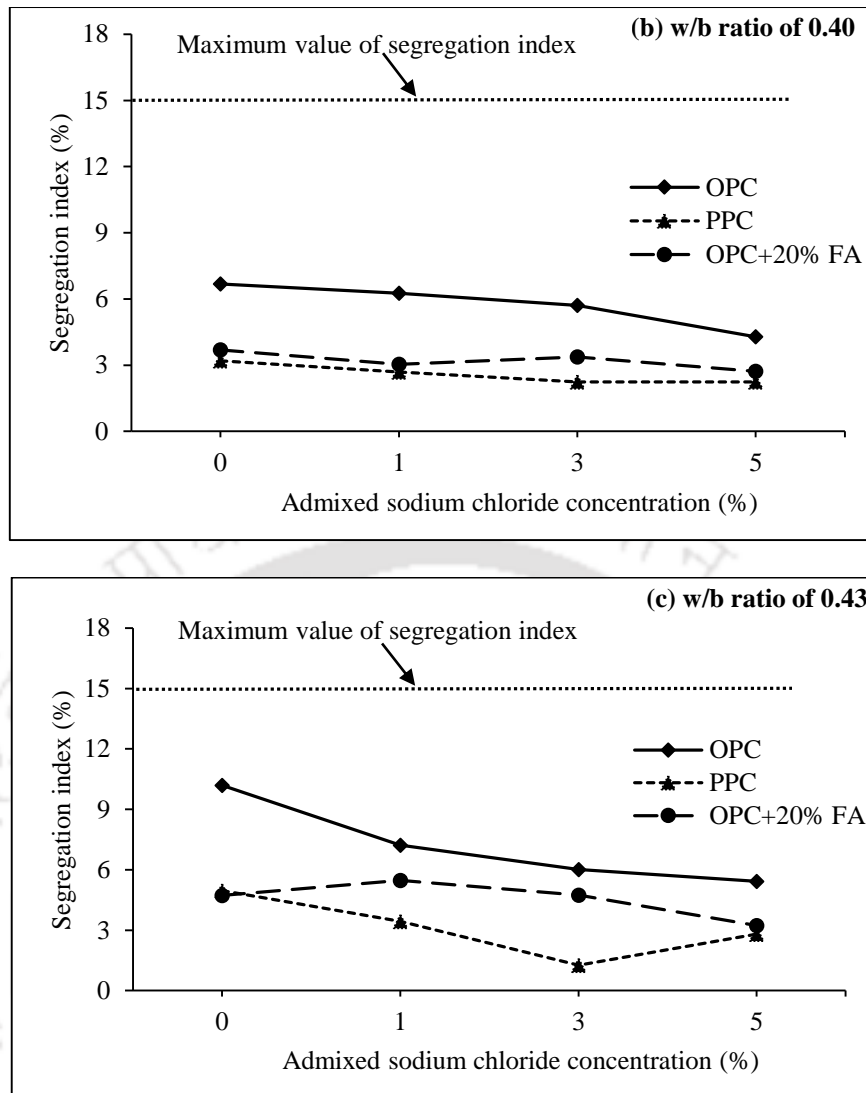 (b) w/b ratio of 0.40
Maximum value of segregation index
18
15
12
9
6
3
0
Segregation index (%)
OPC
PPC
OPC+20% FA
0 1 3 5
Admixed sodium chloride concentration (%)
(c) w/b ratio of 0.43
Maximum value of segregation index
18
15
12
9
6
3
0
Segregation index (%)
OPC
PPC
OPC+20% FA
0 1 3 5
Admixed sodium chloride concentration (%)